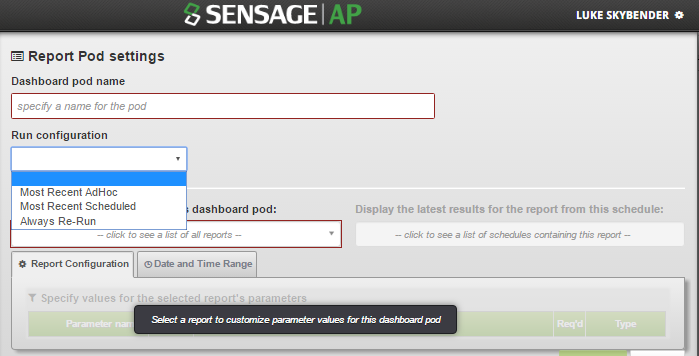 SENSAGE AP
LUKE SKYBENDER
Report Pod settings
Dashboard pod name
specify a name for the pod
Run configuration
Most Recent AdHoc
Most Recent Scheduled
Always Re-Run
dashboard pod: Display the latest results for the report from this schedule:
-- click to see a list of all reports -- -- click to see a list of schedules containing this report --
Report Configuration Date and Time Range
Specify values for the selected report's parameters
Parameter Req'd Type
Select a report to customize parameter values for this dashboard pod